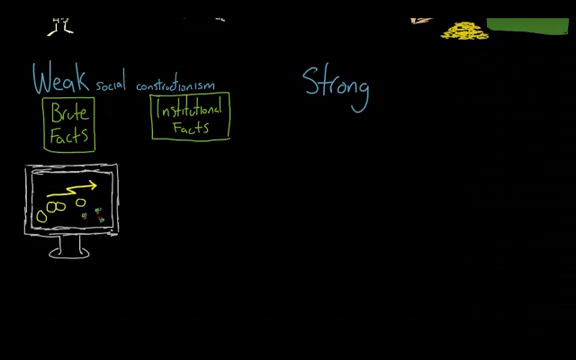 Weak social constructionism
Strong
Brute
Facts
Institutional
Facts